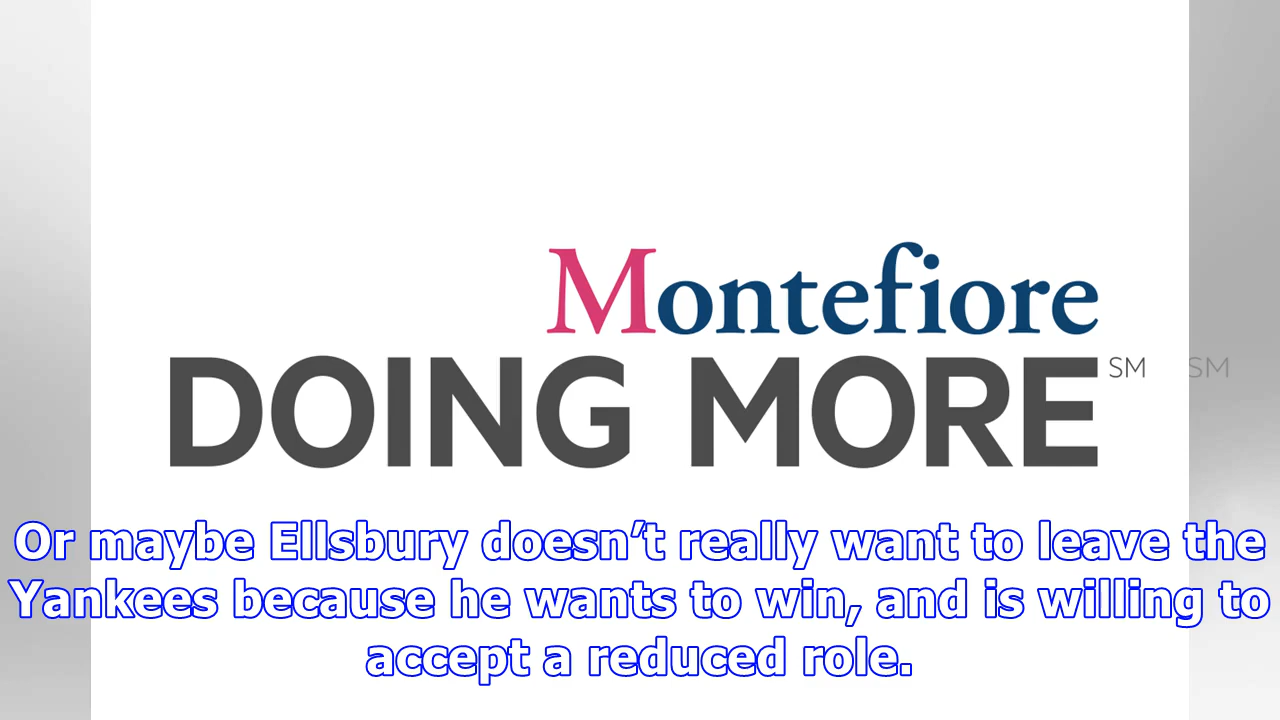 Montefiore
DOING MORE SM SM
Or maybe Ellsbury doesn’t really want to leave the
Yankees because he wants to win, and is willing to
accept a reduced role.